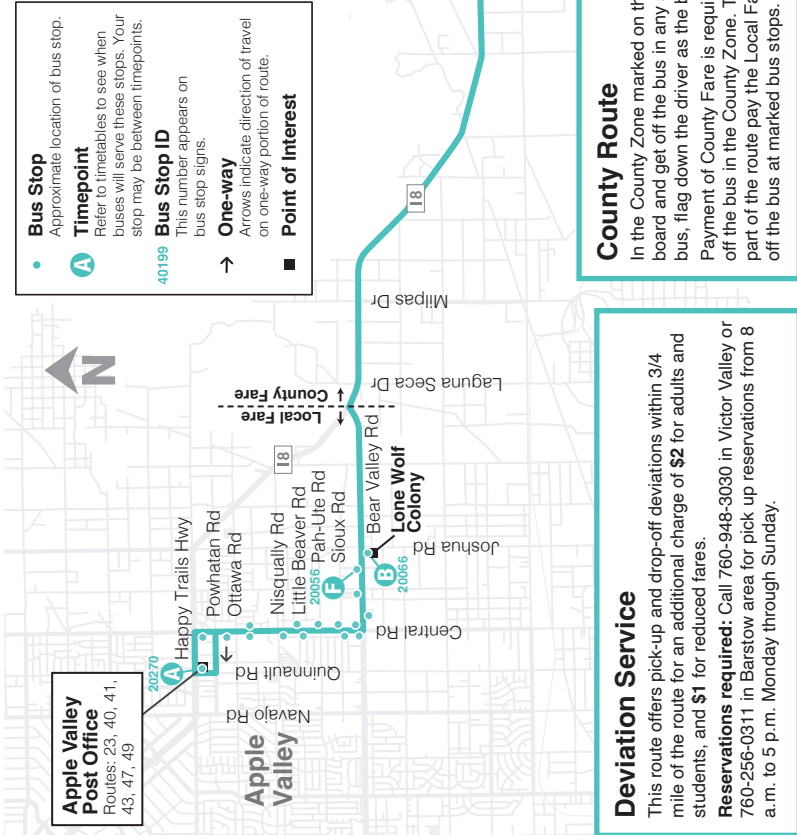 Apple Valley
Post Office
Routes: 23, 40, 41,
43, 47, 49
Apple
Valley
N
20270
A
Happy Trails Hwy
Powhatan Rd
Ottawa Rd
Nisqually Rd
Little Beaver Rd
Pah-Ute Rd
Sioux Rd
Bear Valley Rd
Navajo Rd
Quinnault Rd
Central Rd
Joshua Rd
20056
F
B
20066
Lone Wolf
Colony
18
Local Fare
County Fare
Laguna Seca Dr
Milpas Dr
18
Bus Stop
Approximate location of bus stop.
A
Timepoint
Refer to timetables to see when
buses will serve these stops. Your
stop may be between timepoints.
40199
Bus Stop ID
This number appears on
bus stop signs.
One-way
Arrows indicate direction of travel
on one-way portion of route.
Point of Interest
Deviation Service
This route offers pick-up and drop-off deviations within 3/4
mile of the route for an additional charge of $2 for adults and
students, and $1 for reduced fares.
Reservations required: Call 760-948-3030 in Victor Valley or
760-256-0311 in Barstow area for pick up reservations from 8
a.m. to 5 p.m. Monday through Sunday.
County Route
In the County Zone marked on th
board and get off the bus in any
bus, flag down the driver as the b
Payment of County Fare is requi
off the bus in the County Zone. T
part of the route pay the Local Fa
off the bus at marked bus stops.